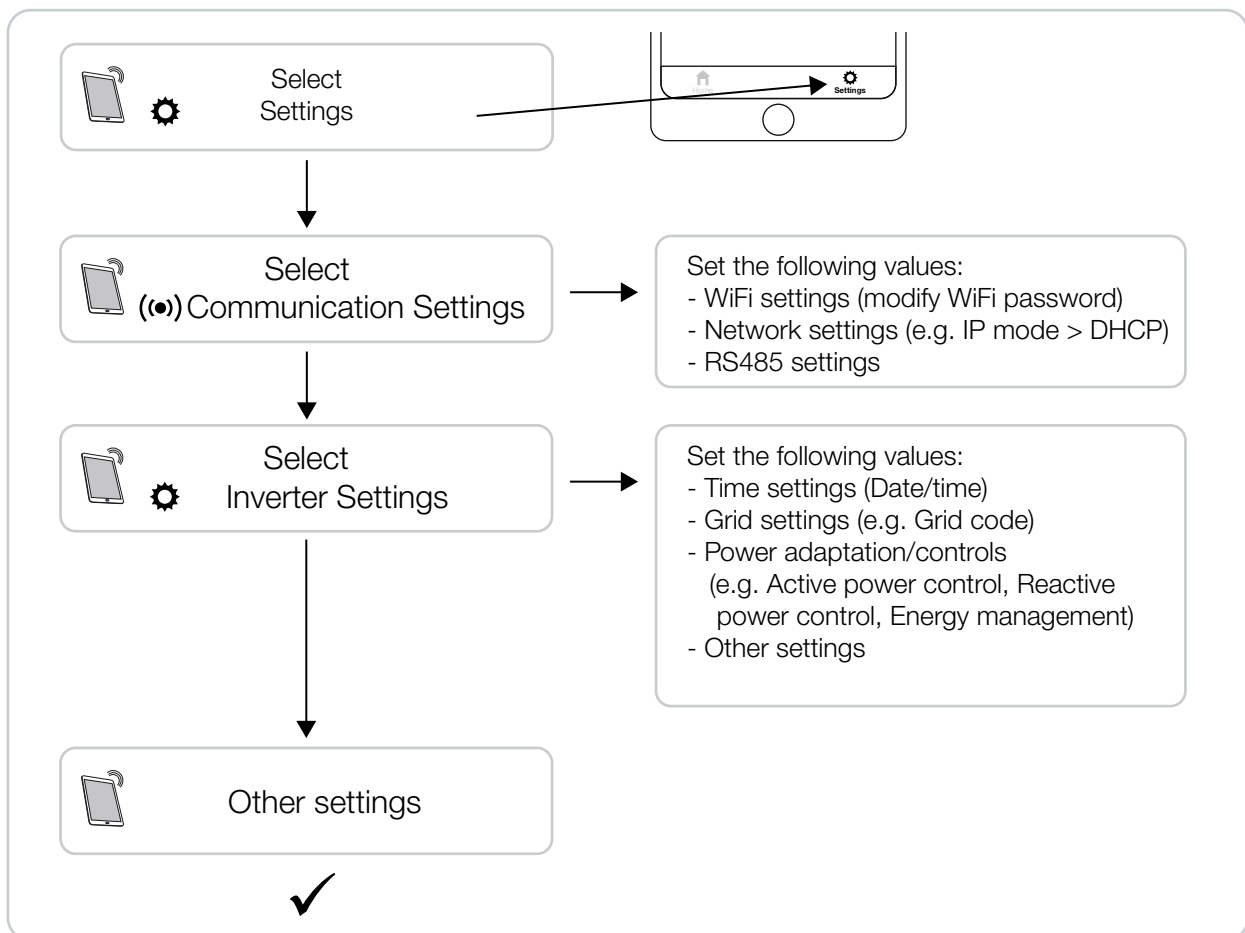 Select
Settings
Home
Settings
Select
Communication Settings
Set the following values:
- WiFi settings (modify WiFi password)
- Network settings (e.g. IP mode > DHCP)
- RS485 settings
Select
Inverter Settings
Set the following values:
- Time settings (Date/time)
- Grid settings (e.g. Grid code)
- Power adaptation/controls
(e.g. Active power control, Reactive
power control, Energy management)
- Other settings
Other settings